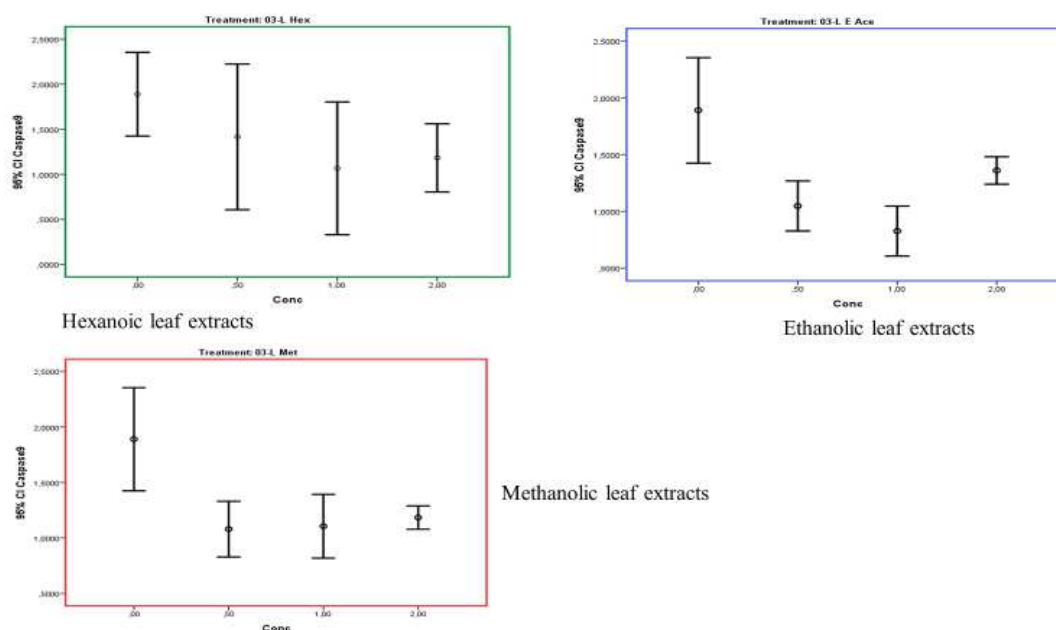 Treatment: 03-L Hex
95% CI Caspase9
2,5000
2,0000
1,5000
1,0000
,5000
,0000
,00
,50
1,00
2,00
Conc
Hexanoic leaf extracts
Treatment: 03-L E Ace
95% CI Caspase9
2,5000
2,0000
1,5000
1,0000
,5000
,00
,50
1,00
2,00
Conc
Ethanolic leaf extracts
Treatment: 03-L Met
95% CI Caspase9
2,5000
2,0000
1,5000
1,0000
,5000
,00
,50
1,00
2,00
Conc
Methanolic leaf extracts